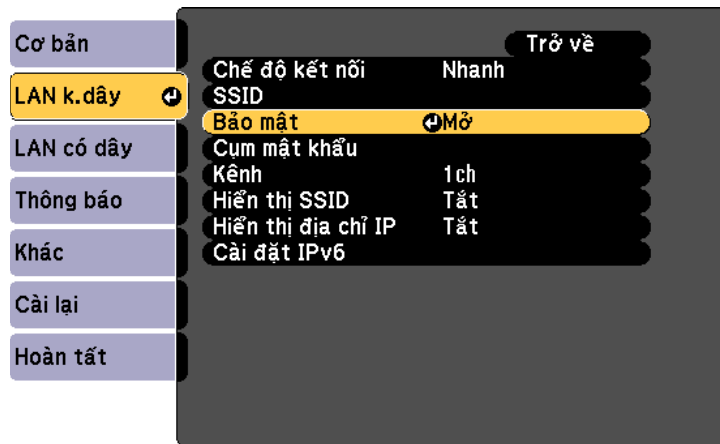 Cơ bản
LAN k.dây
LAN có dây
Thông báo
Khác
Cài lại
Hoàn tất
Trở về
Chế độ kết nối Nhanh
SSID
Bảo mật Mở
Cụm mật khẩu
Kênh 1ch
Hiển thị SSID Tắt
Hiển thị địa chỉ IP Tắt
Cài đặt IPv6